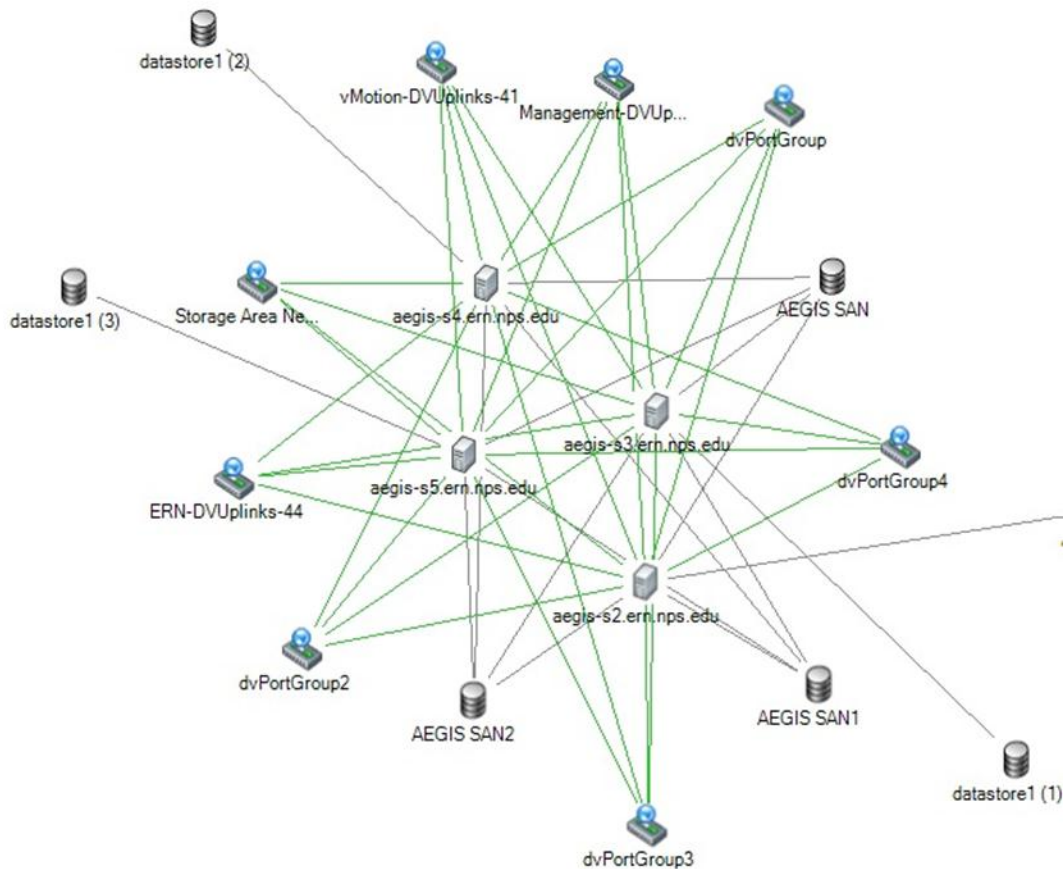 datastore1 (2)
vMotion-DVUplinks-41
Management-DVUp...
dvPortGroup
datastore1 (3)
Storage Area Ne...
aegis-s4.ern.nps.edu
AEGIS SAN
aegis-s3.ern.nps.edu
aegis-s5.ern.nps.edu
dvPortGroup4
ERN-DVUplinks-44
aegis-s2.ern.nps.edu
dvPortGroup2
AEGIS SAN2
AEGIS SAN1
datastore1 (1)
dvPortGroup3